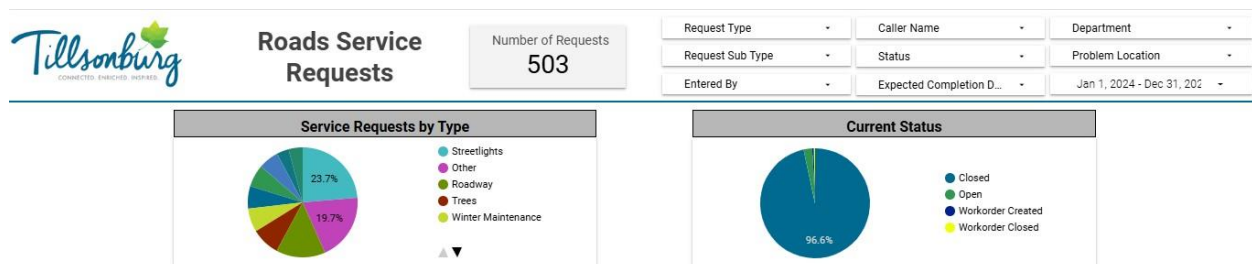 Tillsonburg
CONNECTED. ENRICHED. INSPIRED.
Roads Service
Requests
Number of Requests
503
Request Type
Caller Name
Department
Request Sub Type
Status
Problem Location
Entered By
Expected Completion D...
Jan 1, 2024 - Dec 31, 202
Service Requests by Type
23.7%
19.7%
Streetlights
Other
Roadway
Trees
Winter Maintenance
Current Status
96.6%
Closed
Open
Workorder Created
Workorder Closed